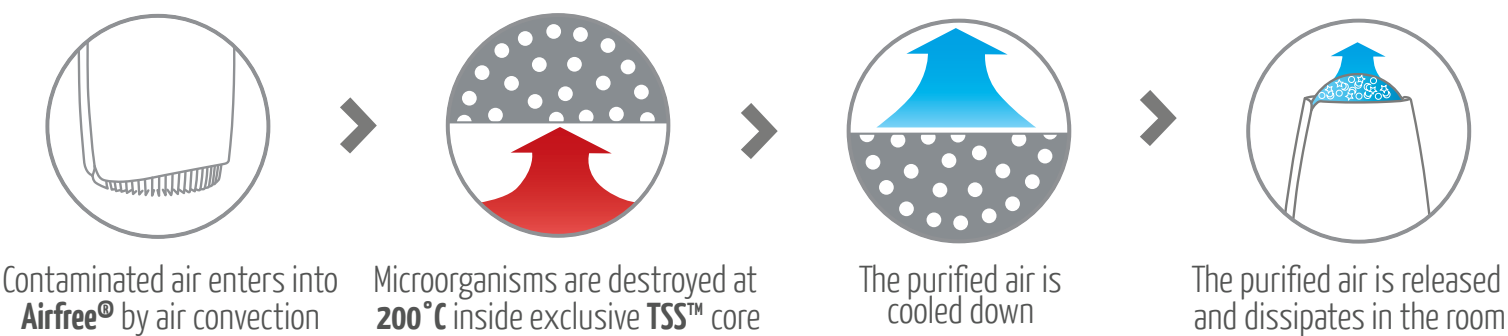 Contaminated air enters into
Airfree® by air convection
Microorganisms are destroyed at
200˚C inside exclusive TSS™ core
The purified air is
cooled down
The purified air is released
and dissipates in the room